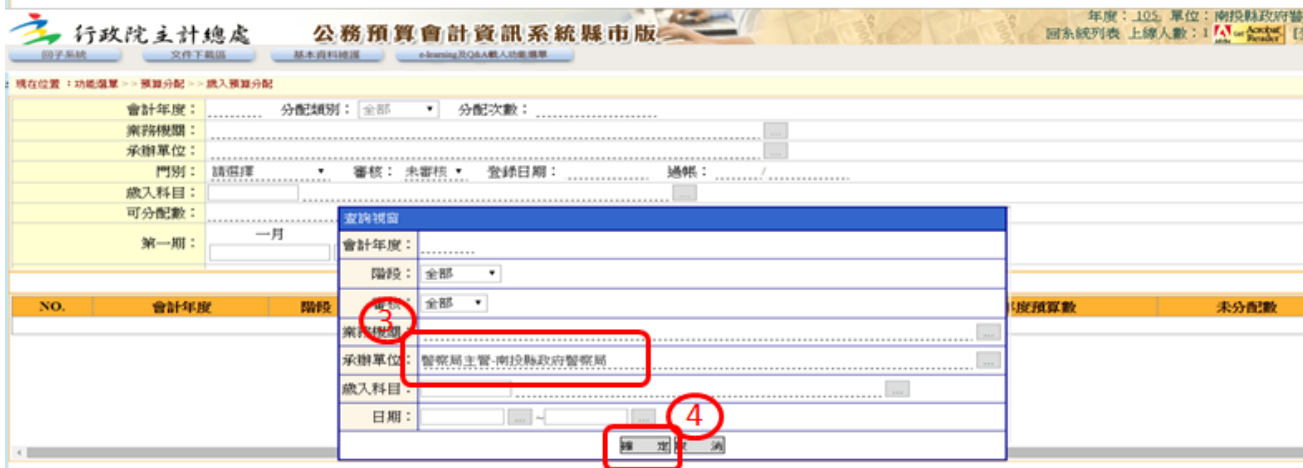 年度：105 單位：南投縣政府警
行政院主計總處 公務預算會計資訊系統縣市版
回系統列表 上線人數：1 Get Acrobat Reader
回子系統 文件下載區 基本資料維護 e-learning及Q&A載入功能選單
現在位置：功能選單>>預算分配>>歲入預算分配
會計年度： 分配類別：全部 分配次數：
業務機關： ...
承辦單位： ...
門別：請選擇 審核：未審核 登錄日期： 過帳： /
歲入科目： ...
可分配數：
第一期： 一月
查詢視窗
會計年度：
階段：全部
審核：全部
NO. 會計年度 階段 年度預算數 未分配數
3
業務機關： ...
承辦單位：警察局主管-南投縣政府警察局 ...
歲入科目： ...
日期： ... ~ ...
4
確 定 取 消